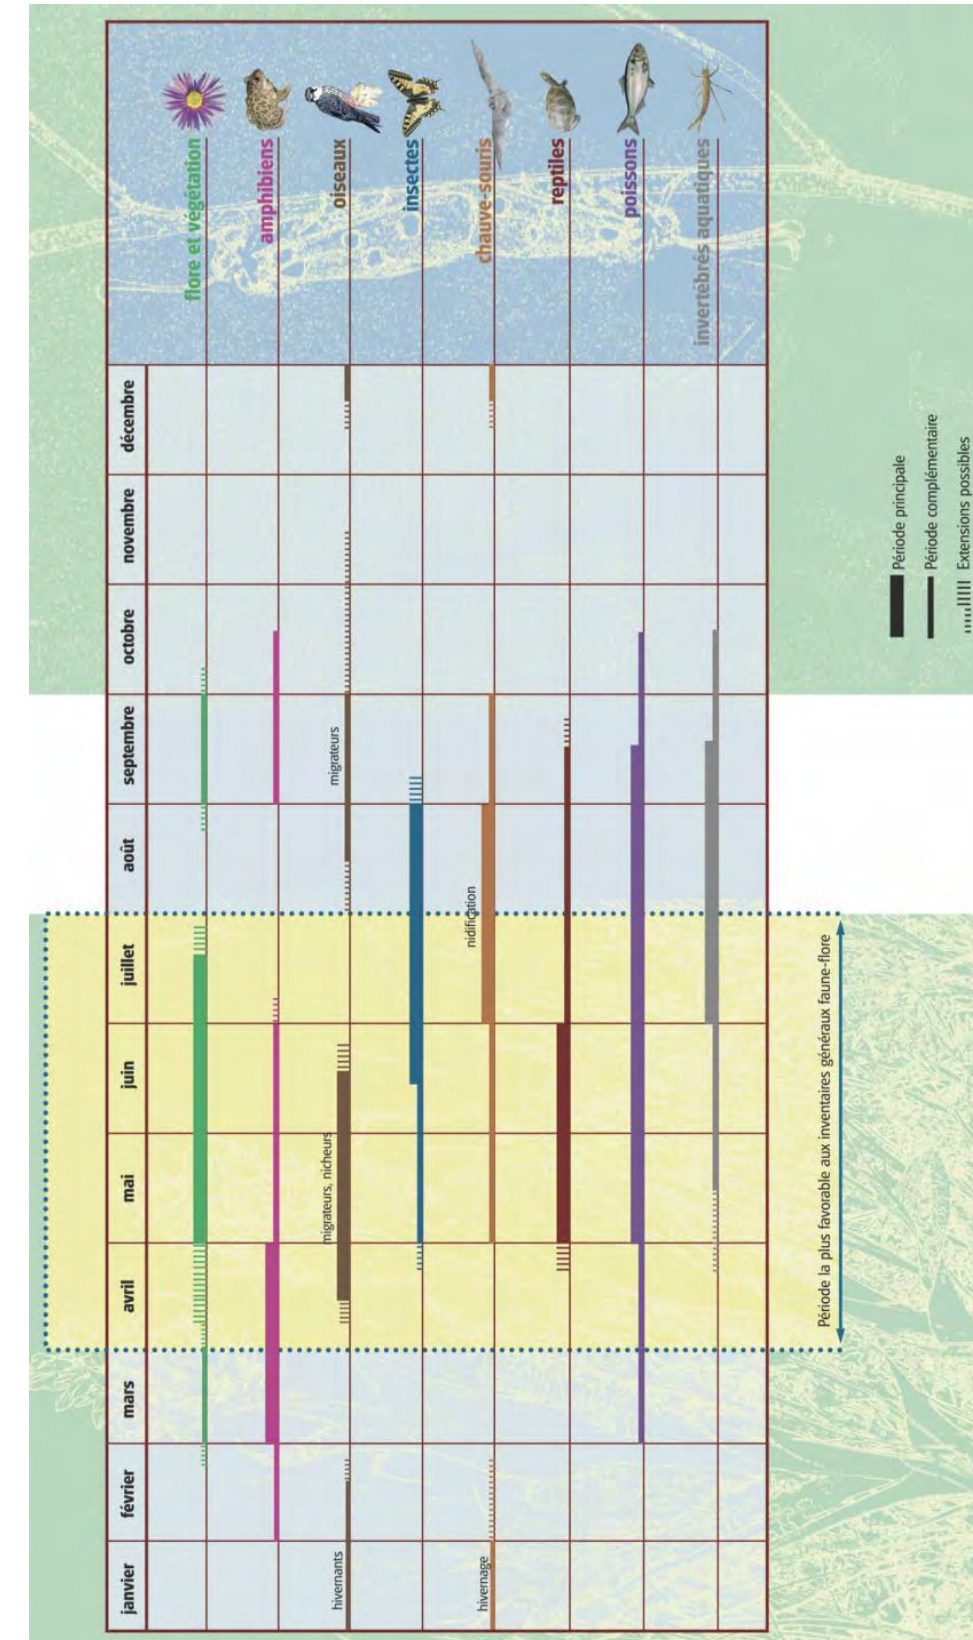 flore et végétation
amphibiens
oiseaux
insectes
chauve-souris
reptiles
poissons
invertébrés aquatiques
janvier
février
mars
avril
mai
juin
juillet
août
septembre
octobre
novembre
décembre
hivernants
migrateurs, nicheurs
migrateurs
hivernage
nidification
Période la plus favorable aux inventaires généraux faune-flore
Période principale
Période complémentaire
Extensions possibles